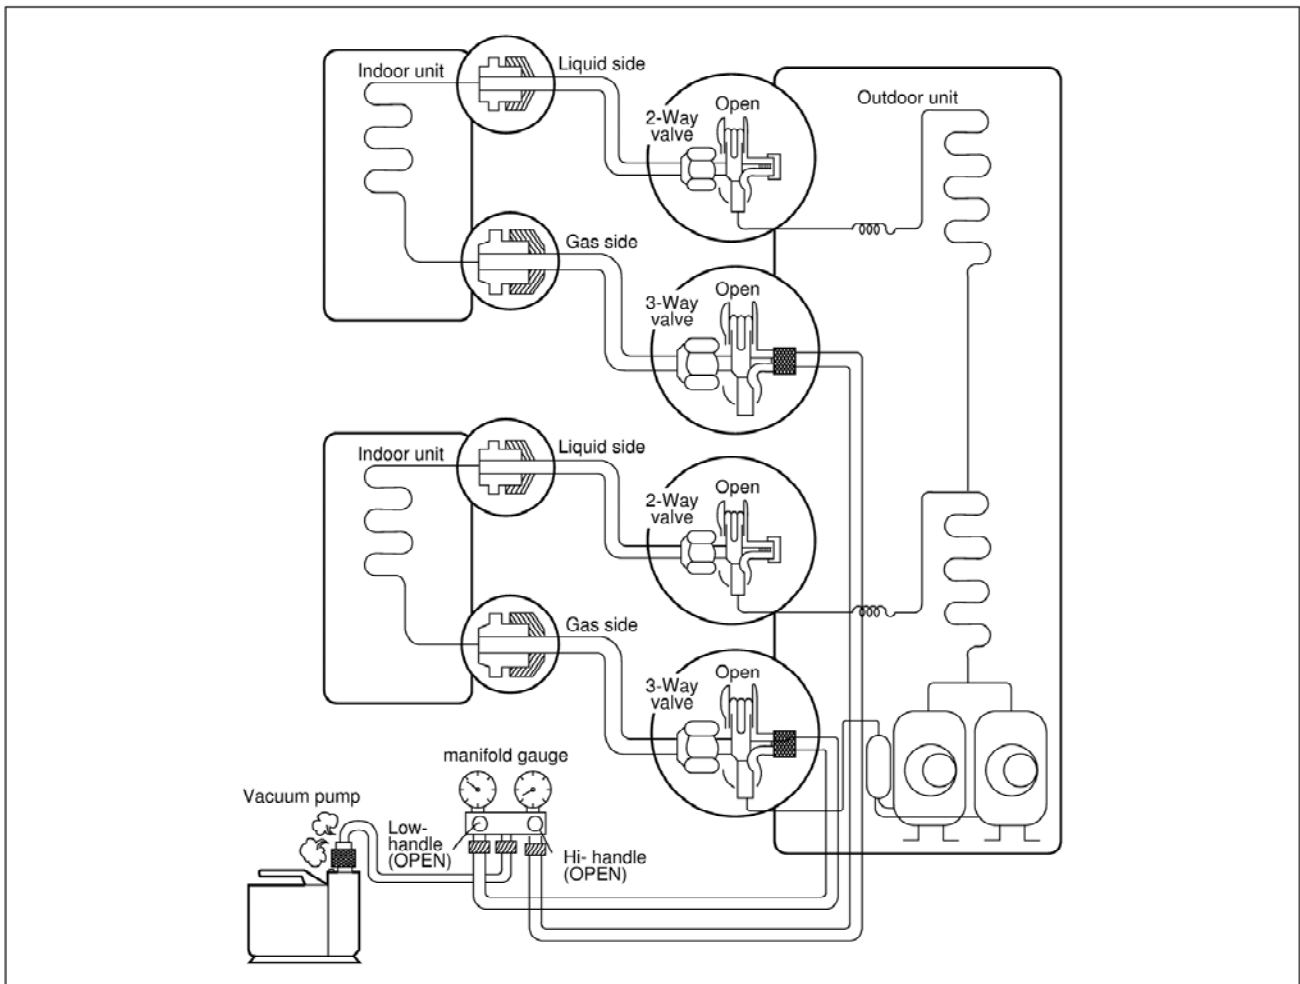 Indoor unit
Liquid side
2-Way
valve
Open
Outdoor unit
Gas side
3-Way
valve
Open
Indoor unit
Liquid side
2-Way
valve
Open
Gas side
3-Way
valve
Open
manifold gauge
Vacuum pump
Low-
handle
(OPEN)
Hi- handle
(OPEN)